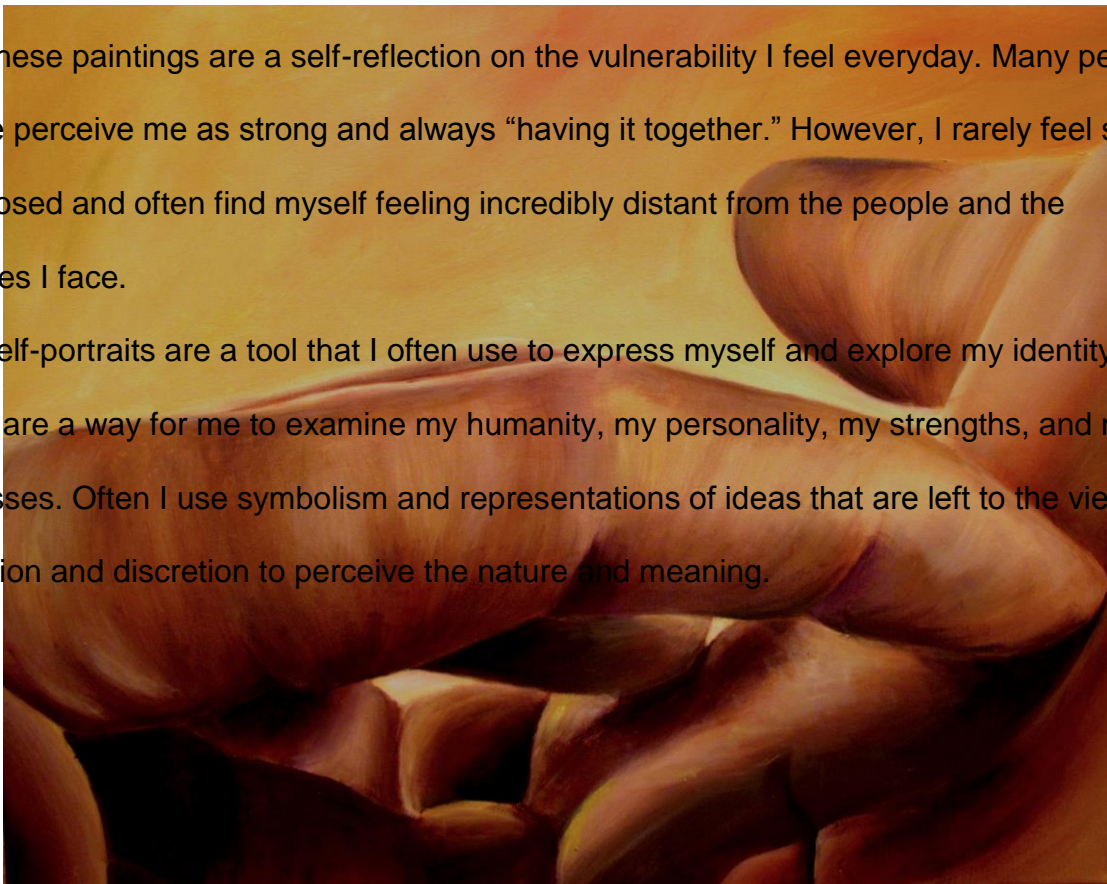 hese paintings are a self-reflection on the vulnerability I feel everyday. Many pe
e perceive me as strong and always “having it together.” However, I rarely feel s
osed and often find myself feeling incredibly distant from the people and the
es I face.
elf-portraits are a tool that I often use to express myself and explore my identity
are a way for me to examine my humanity, my personality, my strengths, and m
sses. Often I use symbolism and representations of ideas that are left to the vie
ion and discretion to perceive the nature and meaning.